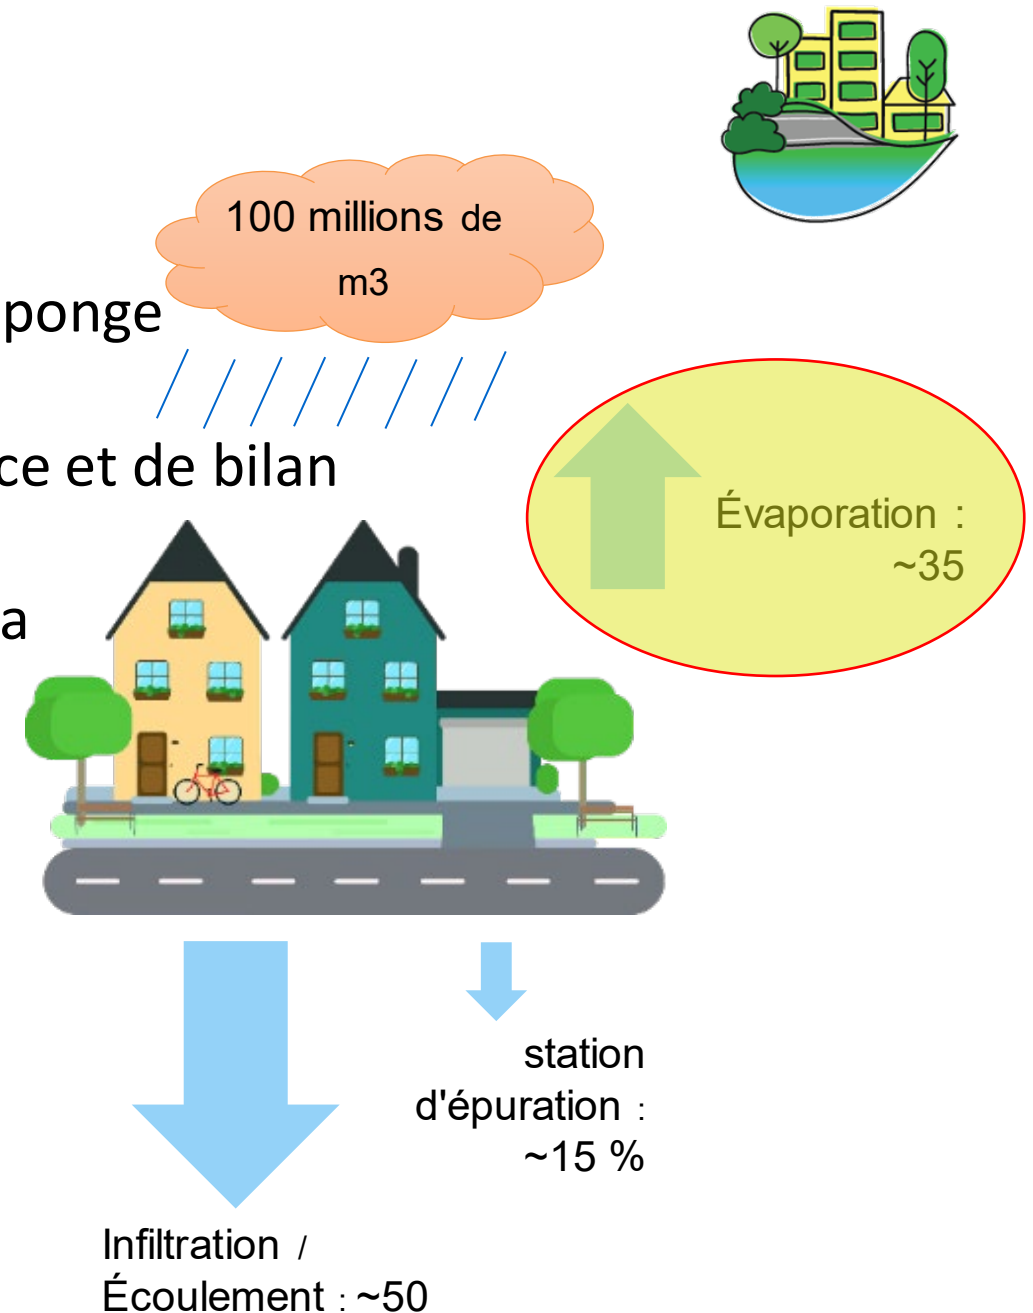 100 millions de
m3
ponge
ce et de bilan
Évaporation :
~35
a
station
d'épuration :
~15 %
Infiltration /
Écoulement : ~50